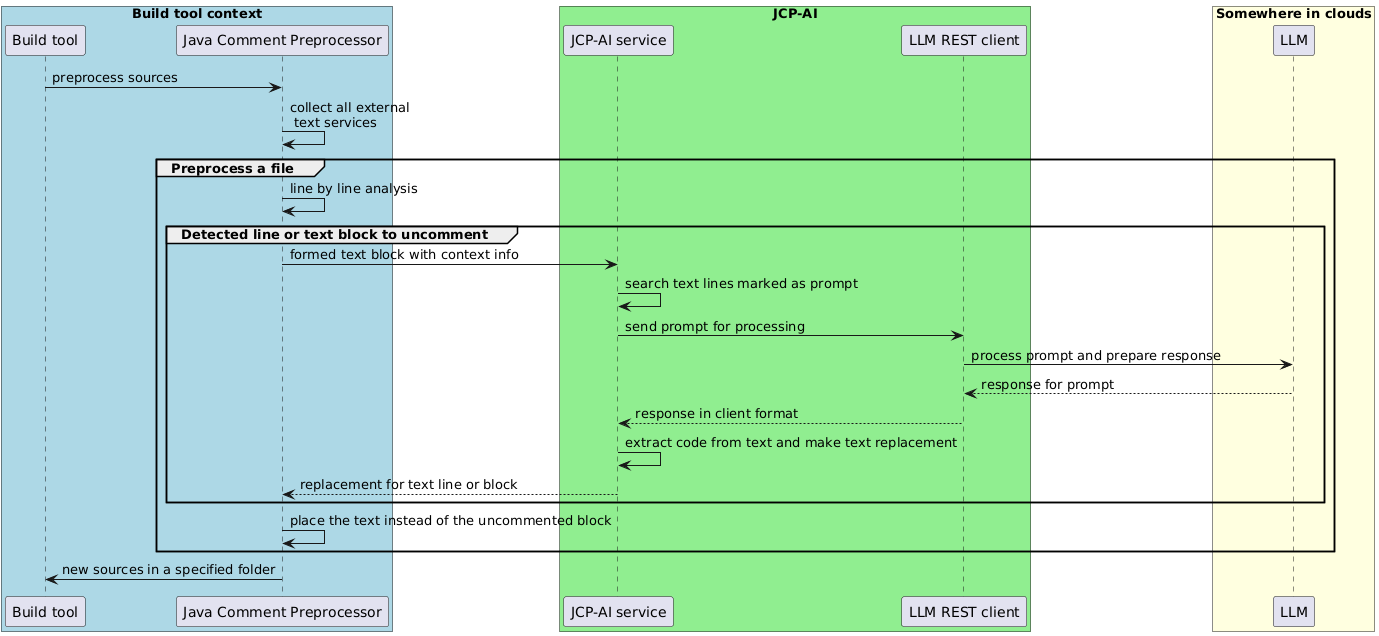 Build tool context
JCP-AI
Somewhere in clouds
Build tool
Java Comment Preprocessor
JCP-AI service
LLM REST client
LLM
preprocess sources
collect all external
text services
Preprocess a file
line by line analysis
Detected line or text block to uncomment
formed text block with context info
search text lines marked as prompt
send prompt for processing
process prompt and prepare response
response for prompt
response in client format
extract code from text and make text replacement
replacement for text line or block
place the text instead of the uncommented block
new sources in a specified folder
Build tool
Java Comment Preprocessor
JCP-AI service
LLM REST client
LLM